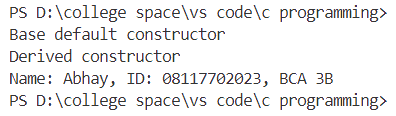 PS D:\college space\vs code\c programming>
Base default constructor
Derived constructor
Name: Abhay, ID: 08117702023, BCA 3B
PS D:\college space\vs code\c programming>